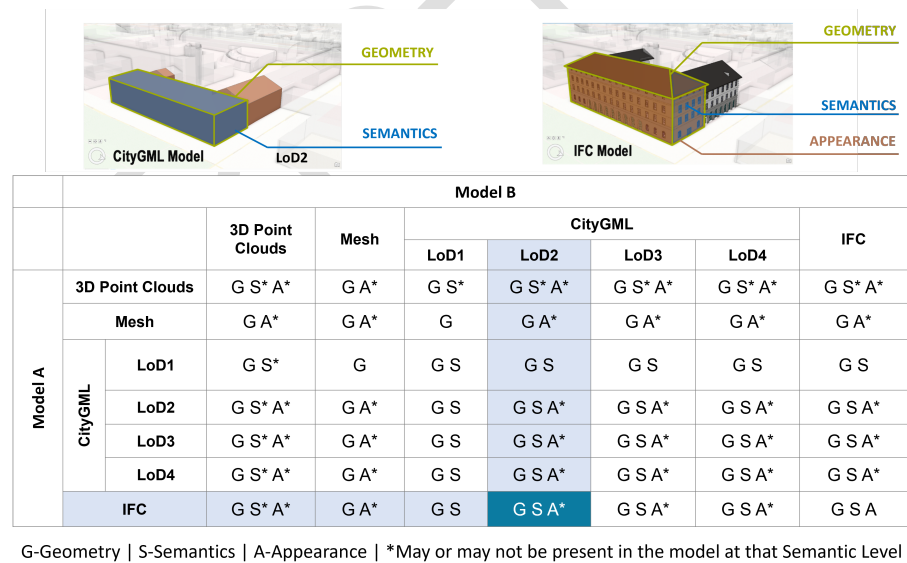 GEOMETRY
SEMANTICS
CityGML Model
LoD2
GEOMETRY
SEMANTICS
APPEARANCE
IFC Model
Model B
3D Point Clouds Mesh CityGML IFC
LoD1 LoD2 LoD3 LoD4
Model A
3D Point Clouds G S* A* G A* G S* G S* A* G S* A* G S* A* G S* A*
Mesh G A* G A* G G A* G A* G A* G A*
CityGML
LoD1 G S* G G S G S G S G S G S
LoD2 G S* A* G A* G S G S A* G S A* G S A* G S A*
LoD3 G S* A* G A* G S G S A* G S A* G S A* G S A*
LoD4 G S* A* G A* G S G S A* G S A* G S A* G S A*
IFC G S* A* G A* G S G S A* G S A* G S A* G S A
G-Geometry | S-Semantics | A-Appearance | *May or may not be present in the model at that Semantic Level